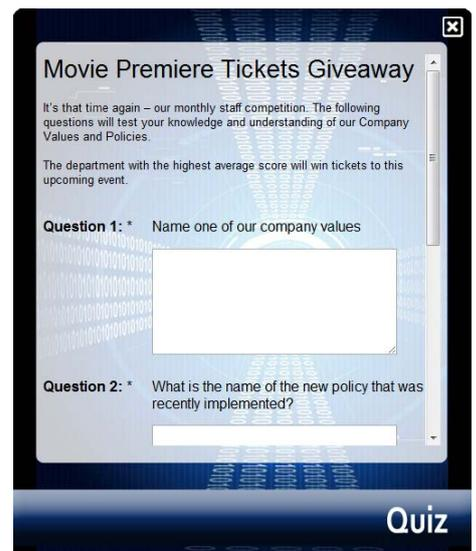 Movie Premiere Tickets Giveaway
It's that time again – our monthly staff competition. The following
questions will test your knowledge and understanding of our Company
Values and Policies.
The department with the highest average score will win tickets to this
upcoming event.
Question 1: * Name one of our company values
Question 2: * What is the name of the new policy that was
recently implemented?
Quiz